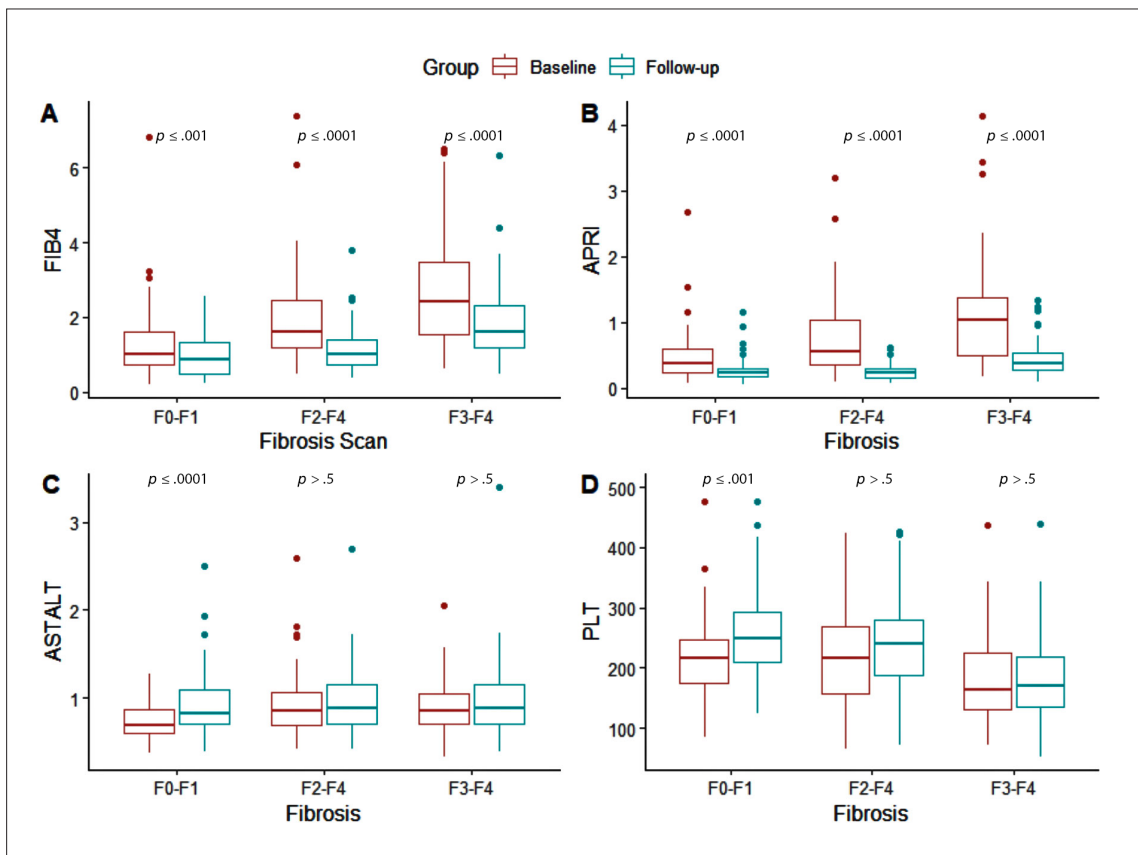 Group Baseline Follow-up
A
p ≤ .001 p ≤ .0001 p ≤ .0001
6
4
2
0
FIB4
F0-F1 F2-F4 F3-F4
Fibrosis Scan
B
p ≤ .0001 p ≤ .0001 p ≤ .0001
4
3
2
1
0
APRI
F0-F1 F2-F4 F3-F4
Fibrosis
C
p ≤ .0001 p > .5 p > .5
3
2
1
ASTALT
F0-F1 F2-F4 F3-F4
Fibrosis
D
p ≤ .001 p > .5 p > .5
500
400
300
200
100
PLT
F0-F1 F2-F4 F3-F4
Fibrosis